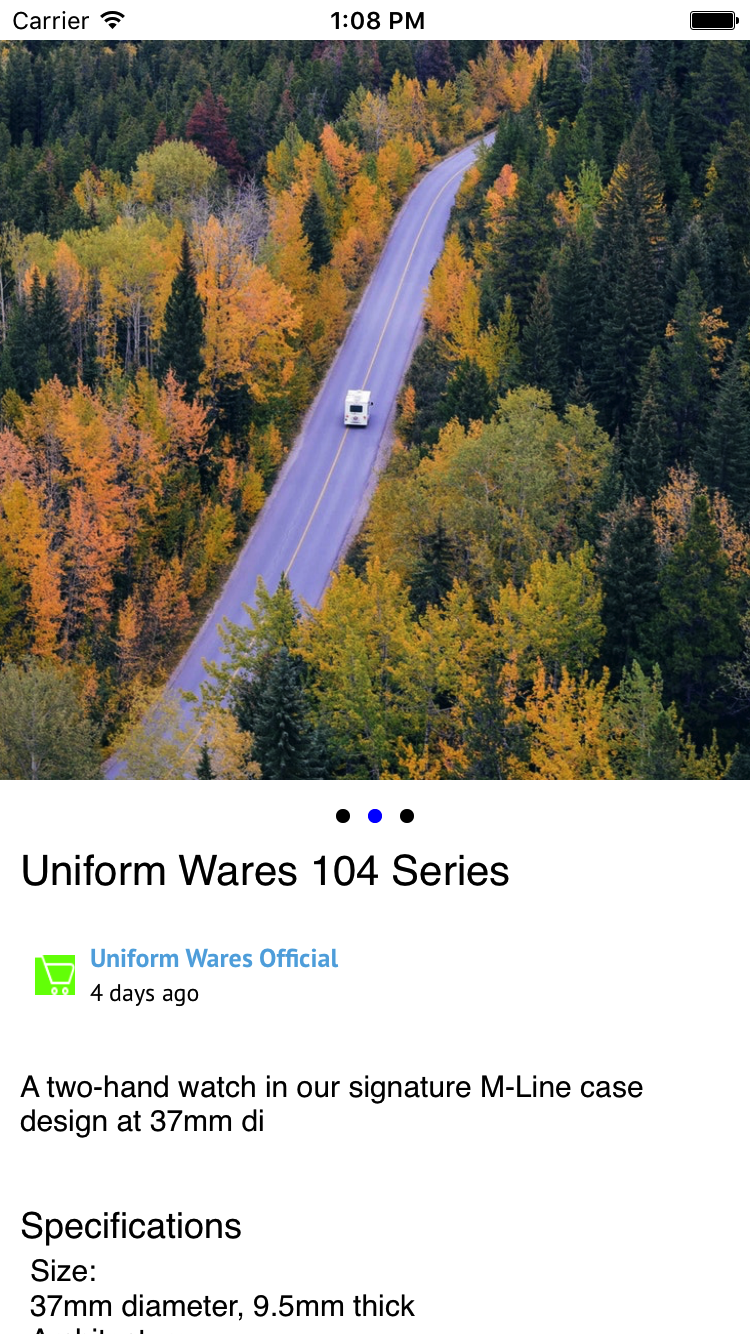 Carrier 1:08 PM
Uniform Wares 104 Series
Uniform Wares Official
4 days ago
A two-hand watch in our signature M-Line case
design at 37mm di
Specifications
Size:
37mm diameter, 9.5mm thick